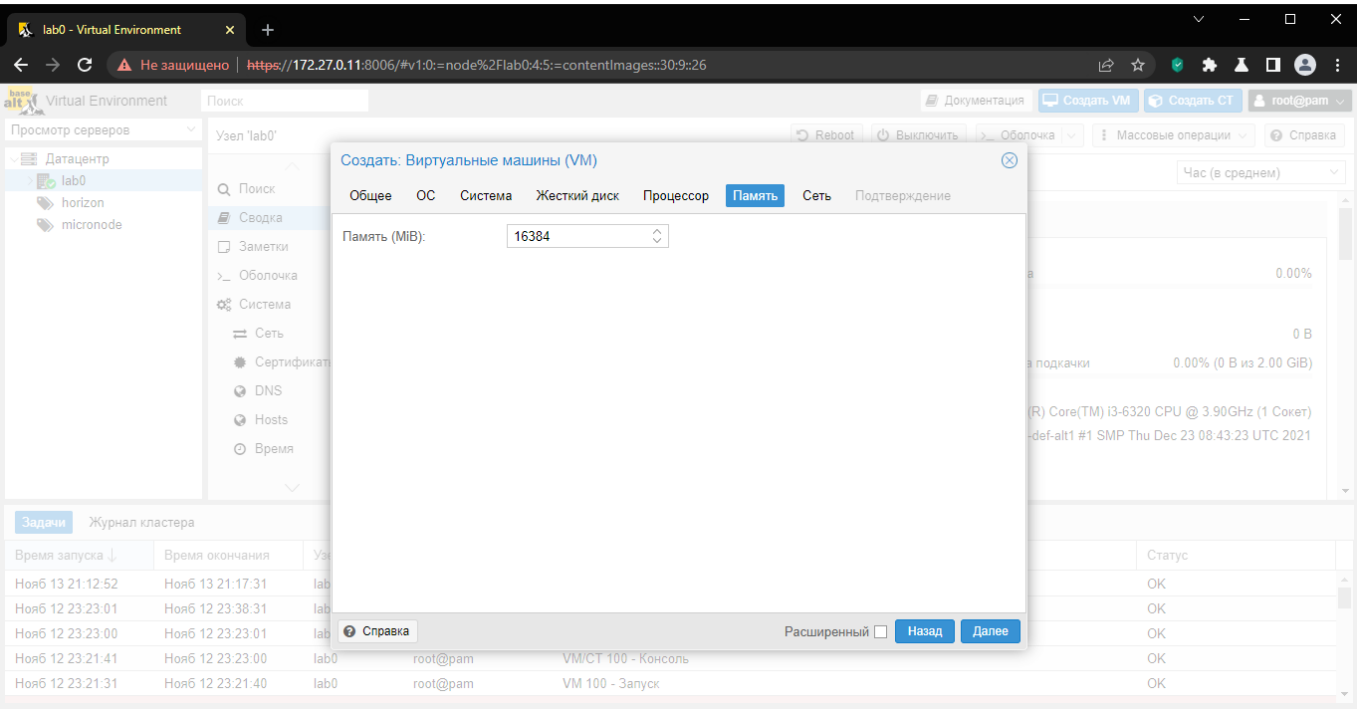 lab0 - Virtual Environment
Не защищено https://172.27.0.11:8006/#v1:0:=node%2Flab0:4:5:=contentImages::30:9::26
base alt Virtual Environment Поиск Документация Создать VM Создать CT root@pam
Просмотр серверов Узел 'lab0' Reboot Выключить Оболочка Массовые операции Справка
Датацентр
lab0
horizon
micronode
Поиск
Сводка
Заметки
Оболочка
Система
Сеть
Сертификаты
DNS
Hosts
Время
Час (в среднем)
Создать: Виртуальные машины (VM)
Общее ОС Система Жесткий диск Процессор Память Сеть Подтверждение
Память (MiB): 16384
Справка Расширенный Назад Далее
а 0.00%
0 B
а подкачки 0.00% (0 B из 2.00 GiB)
(R) Core(TM) i3-6320 CPU @ 3.90GHz (1 Сокет)
-def-alt1 #1 SMP Thu Dec 23 08:43:23 UTC 2021
Задачи Журнал кластера
Время запуска ↓ Время окончания Узе Статус
Нояб 13 21:12:52 Нояб 13 21:17:31 lab OK
Нояб 12 23:23:01 Нояб 12 23:38:31 lab OK
Нояб 12 23:23:00 Нояб 12 23:23:01 lab OK
Нояб 12 23:21:41 Нояб 12 23:23:00 lab0 root@pam VM/CT 100 - Консоль OK
Нояб 12 23:21:31 Нояб 12 23:21:40 lab0 root@pam VM 100 - Запуск OK